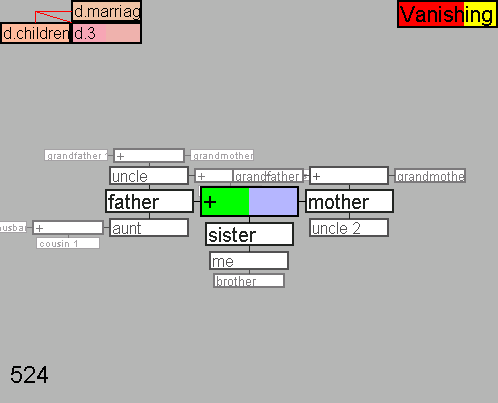 d.marriag
Vanishing
d.children
d.3
grandfather
+
grandmother
uncle
+
grandfather
+
grandmothe
father
+
mother
husba
+
aunt
sister
uncle 2
cousin 1
me
brother
524